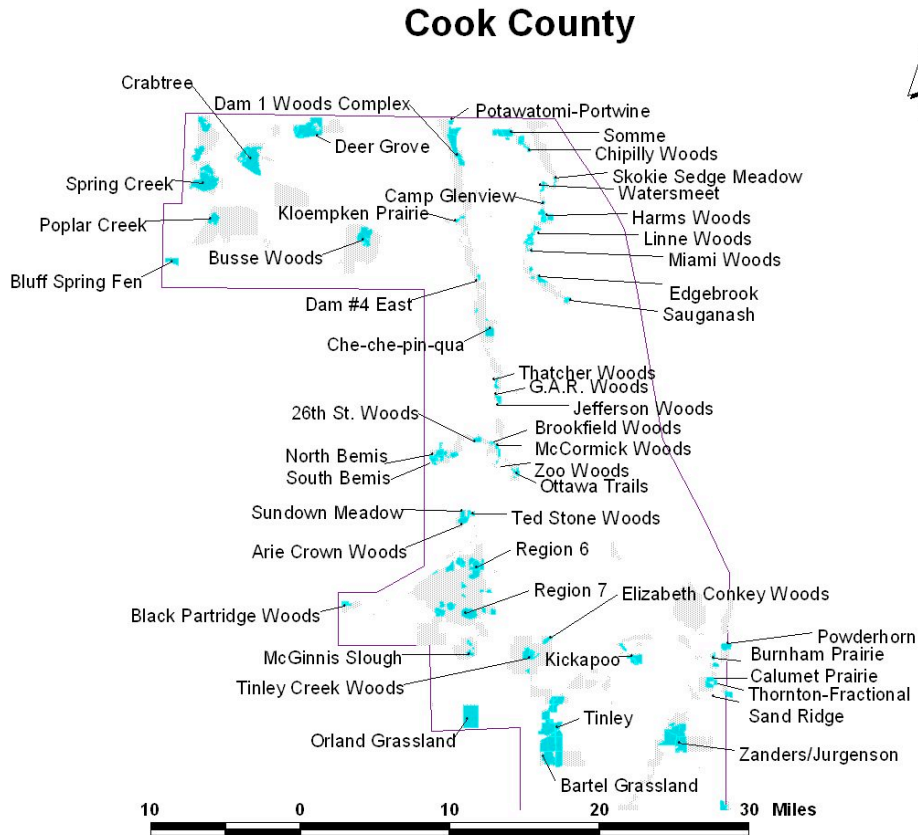 Cook County
Crabtree
Dam 1 Woods Complex
Potawatomi-Portwine
Somme
Deer Grove
Chipilly Woods
Skokie Sedge Meadow
Spring Creek
Watersmeet
Camp Glenview
Kloempken Prairie
Harms Woods
Poplar Creek
Linne Woods
Busse Woods
Miami Woods
Bluff Spring Fen
Edgebrook
Dam #4 East
Sauganash
Che-che-pin-qua
Thatcher Woods
G.A.R. Woods
Jefferson Woods
26th St. Woods
Brookfield Woods
McCormick Woods
North Bemis
Zoo Woods
South Bemis
Ottawa Trails
Sundown Meadow
Ted Stone Woods
Arie Crown Woods
Region 6
Region 7
Elizabeth Conkey Woods
Black Partridge Woods
Powderhorn
McGinnis Slough
Kickapoo
Burnham Prairie
Calumet Prairie
Tinley Creek Woods
Thornton-Fractional
Sand Ridge
Tinley
Orland Grassland
Zanders/Jurgenson
Bartel Grassland
10 0 10 20 30 Miles